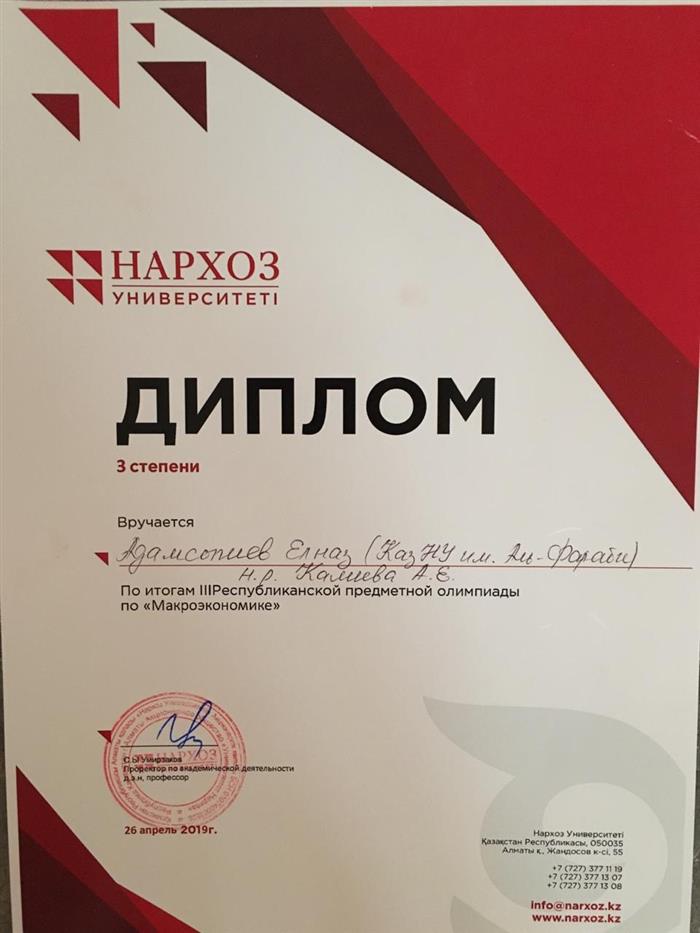 НАРХОЗ
УНИВЕРСИТЕТІ
ДИПЛОМ
3 степени
Вручается
Адамсопиев Елназ (КазНУ им. Аль-Фараби)
н.р. Калиева А.Е.
По итогам IIIРеспубликанской предметной олимпиады
по «Макроэкономике»
НАРХОЗ
С.Ы Умирзаков
Проректор по академической деятельности
д.э.н, профессор
26 апрель 2019г.
Нархоз Университеті
Қазақстан Республикасы, 050035
Алматы қ., Жандосов к-сі, 55
+7 (727) 377 11 19
+7 (727) 377 13 07
+7 (727) 377 13 08
info@narxoz.kz
www.narxoz.kz